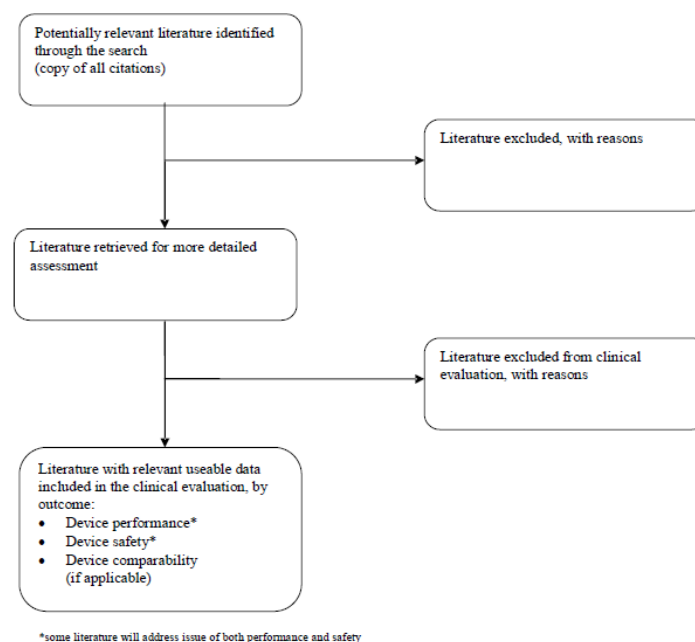 Potentially relevant literature identified
through the search
(copy of all citations)
Literature excluded, with reasons
Literature retrieved for more detailed
assessment
Literature excluded from clinical
evaluation, with reasons
Literature with relevant useable data
included in the clinical evaluation, by
outcome:
• Device performance*
• Device safety*
• Device comparability
(if applicable)
*some literature will address issue of both performance and safety